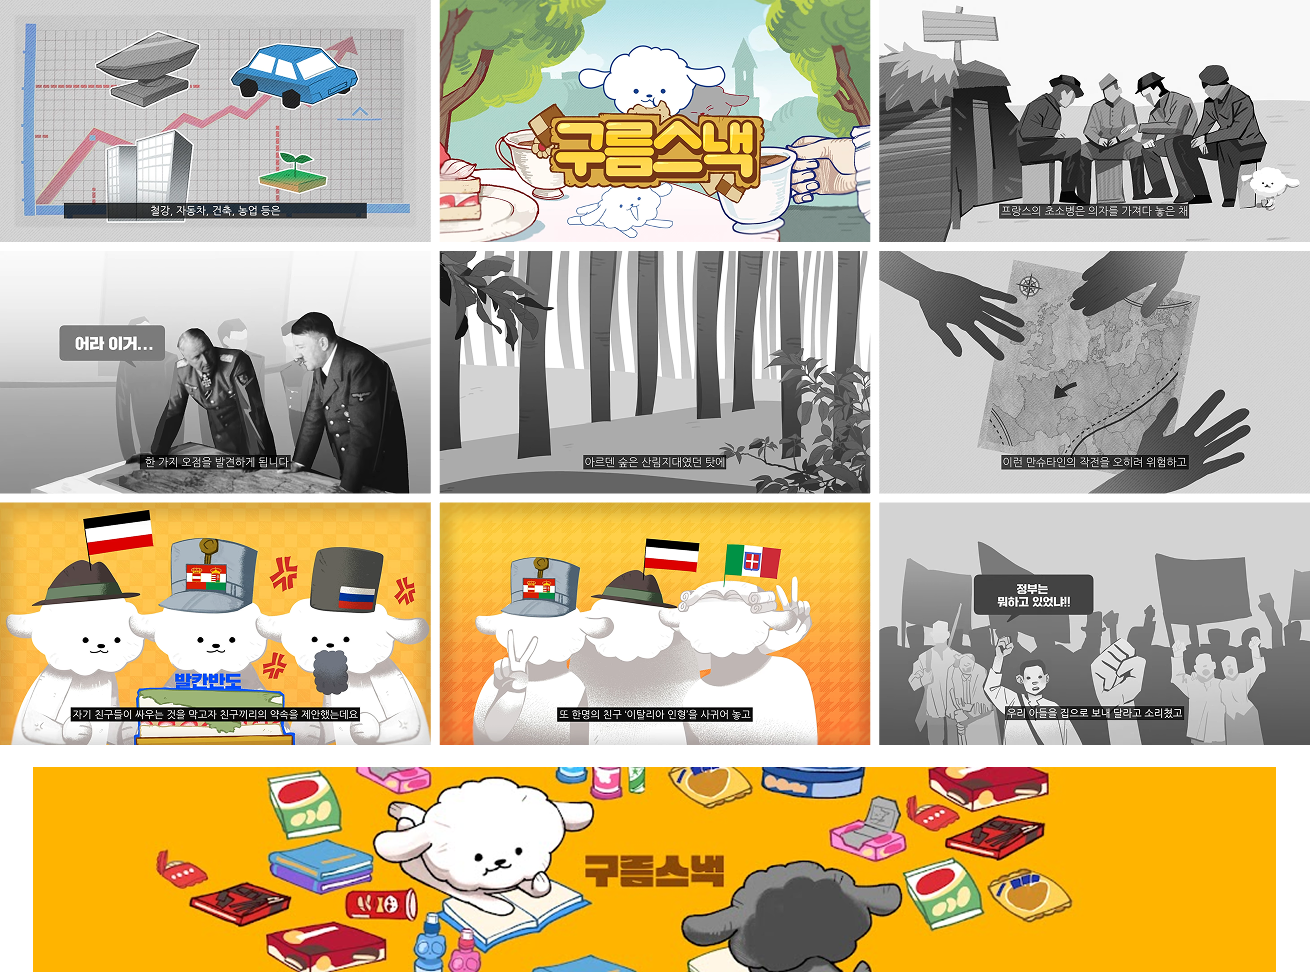 철강, 자동차, 건축, 농업 등은
구름스낵
프랑스의 초소병은 의자를 가져다 놓은 채
어라 이거...
한 가지 오점을 발견하게 됩니다
아르덴 숲은 산림지대였던 탓에
이런 만슈타인의 작전을 오히려 위험하고
발칸반도
자기 친구들이 싸우는 것을 막고자 친구끼리의 약속을 제안했는데요
또 한명의 친구 '이탈리아 인형'을 사귀어 놓고
정부는
뭐하고 있었냐!!
우리 아들을 집으로 보내 달라고 소리쳤고
구름스낵